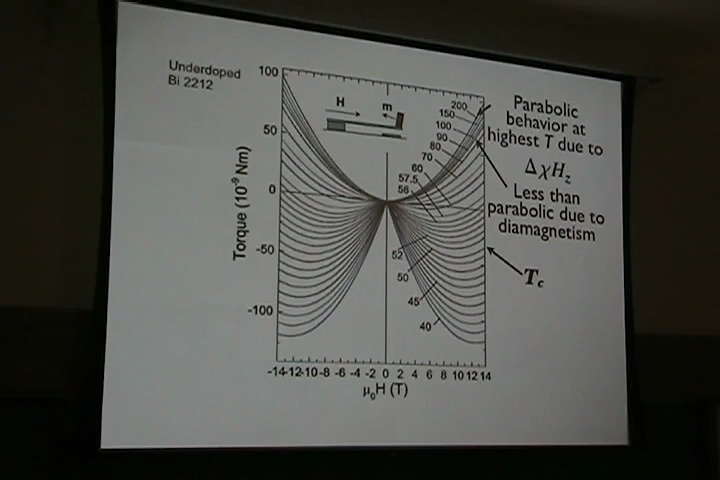 Underdoped
Bi 2212
100
50
0
-50
-100
Torque (10⁻⁹ Nm)
H
m
200
150
100
90
80
70
60
57.5
56
52
50
45
40
-14-12-10 -8 -6 -4 -2 0 2 4 6 8 10 12 14
μ₀H (T)
Parabolic
behavior at
highest T due to
ΔχH_z
Less than
parabolic due to
diamagnetism
T_c